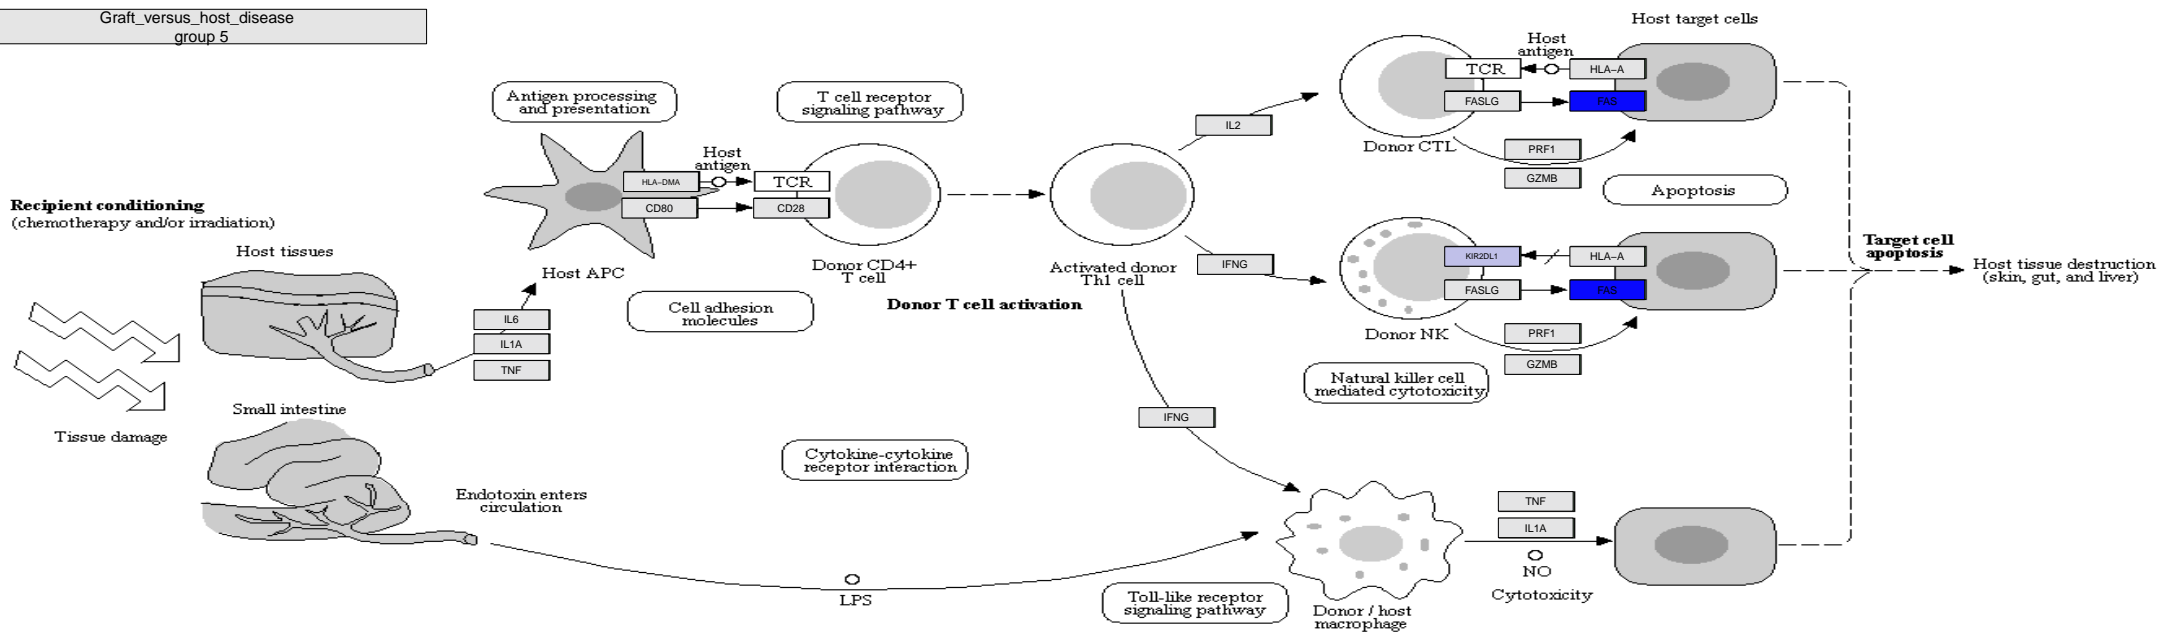 Graft_versus_host_disease
group 5
Recipient conditioning
(chemotherapy and/or irradiation)
Host tissues
Tissue damage
Small intestine
Endotoxin enters
circulation
IL6
IL1A
TNF
Antigen processing
and presentation
Host APC
HLA−DMA
CD80
Host
antigen
T cell receptor
signaling pathway
TCR
CD28
Donor CD4+
T cell
Cell adhesion
molecules
Donor T cell activation
Cytokine-cytokine
receptor interaction
LPS
Activated donor
Th1 cell
IL2
IFNG
IFNG
Host target cells
Host
antigen
TCR
HLA−A
FASLG
FAS
Donor CTL
PRF1
GZMB
Apoptosis
KIR2DL1
HLA−A
FASLG
FAS
Donor NK
PRF1
GZMB
Natural killer cell
mediated cytotoxicity
Target cell
apoptosis
Host tissue destruction
(skin, gut, and liver)
Toll-like receptor
signaling pathway
Donor / host
macrophage
TNF
IL1A
NO
Cytotoxicity